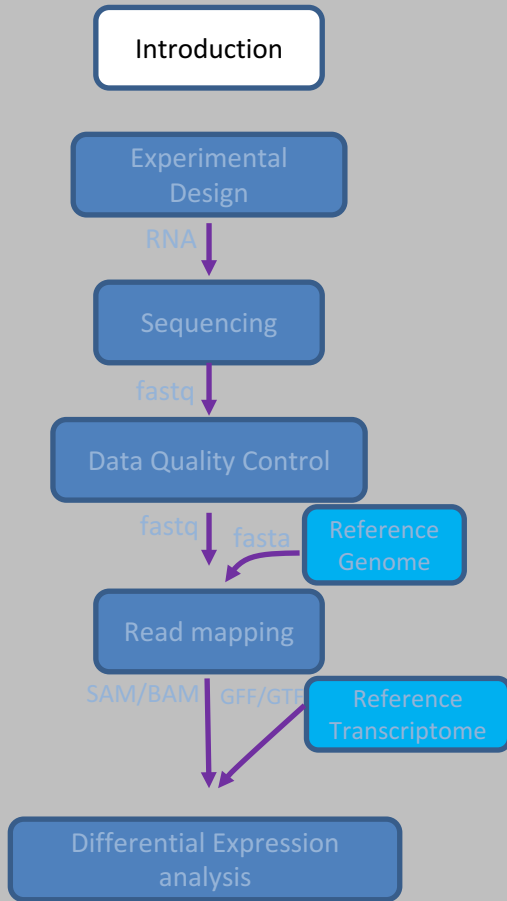 Introduction
Experimental
Design
RNA
Sequencing
fastq
Data Quality Control
fastq
fasta
Reference
Genome
Read mapping
SAM/BAM
GFF/GTF
Reference
Transcriptome
Differential Expression
analysis